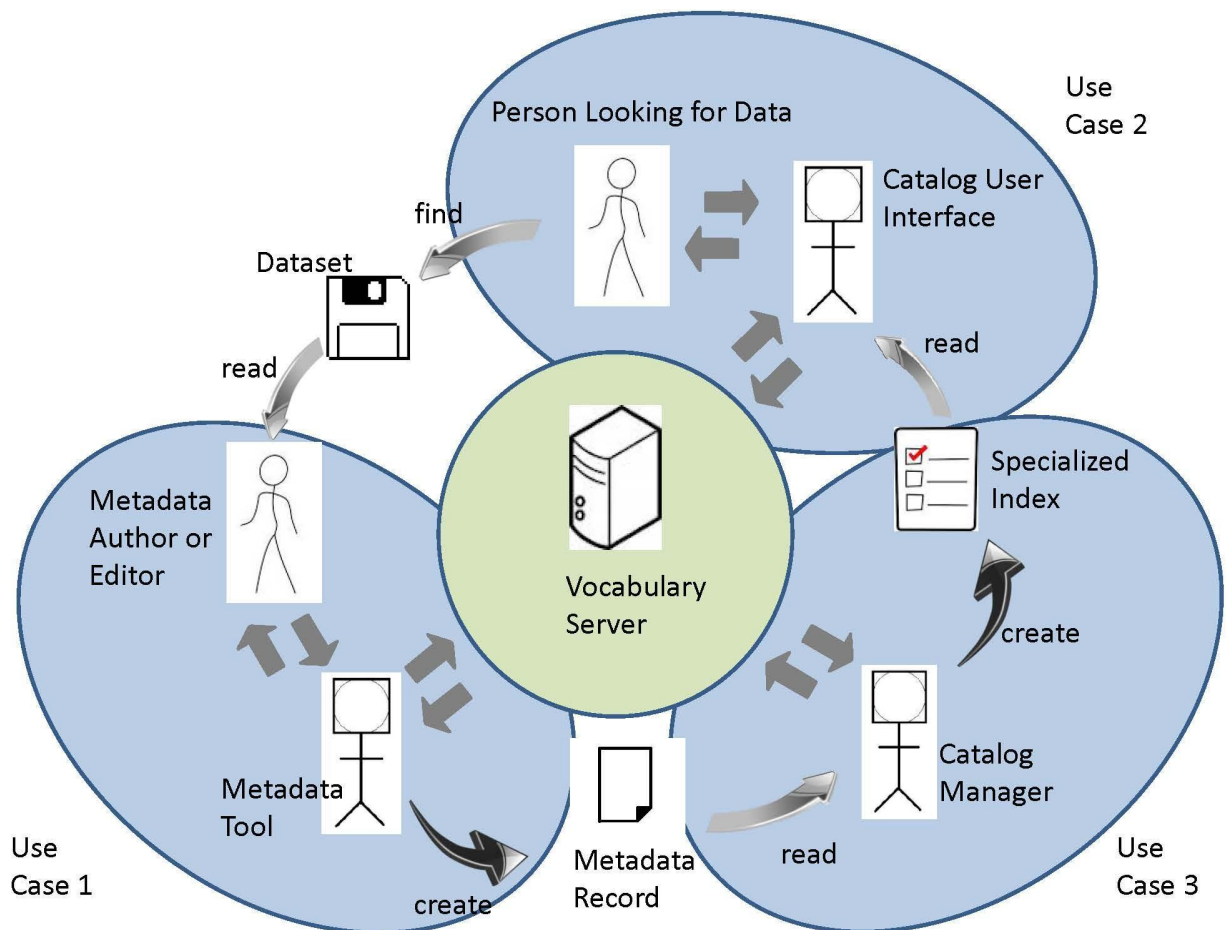 Use
Case 2
Person Looking for Data
Catalog User
Interface
find
Dataset
read
read
Metadata
Author or
Editor
Specialized
Index
Vocabulary
Server
create
Metadata
Tool
Catalog
Manager
Use
Case 1
create
Metadata
Record
read
Use
Case 3